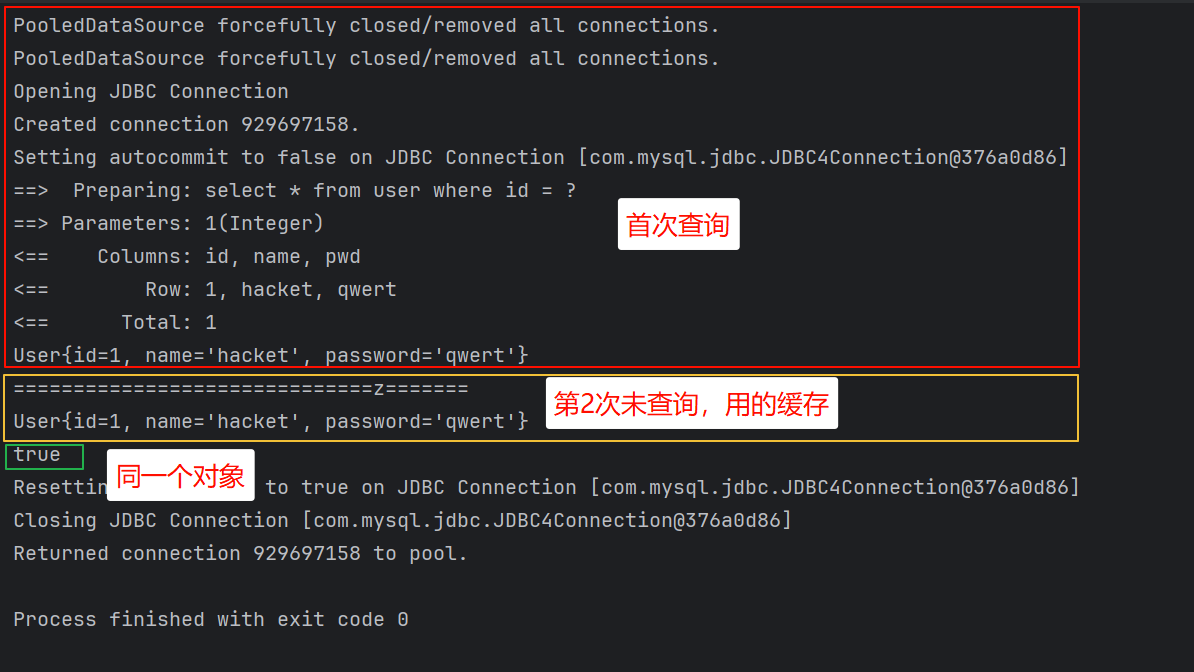 PooledDataSource forcefully closed/removed all connections.
PooledDataSource forcefully closed/removed all connections.
Opening JDBC Connection
Created connection 929697158.
Setting autocommit to false on JDBC Connection [com.mysql.jdbc.JDBC4Connection@376a0d86]
==>  Preparing: select * from user where id = ?
==> Parameters: 1(Integer)
首次查询
<==    Columns: id, name, pwd
<==        Row: 1, hacket, qwert
<==      Total: 1
User{id=1, name='hacket', password='qwert'}
==============================z=======
第2次未查询，用的缓存
User{id=1, name='hacket', password='qwert'}
true
同一个对象
to true on JDBC Connection [com.mysql.jdbc.JDBC4Connection@376a0d86]
Closing JDBC Connection [com.mysql.jdbc.JDBC4Connection@376a0d86]
Returned connection 929697158 to pool.
Process finished with exit code 0